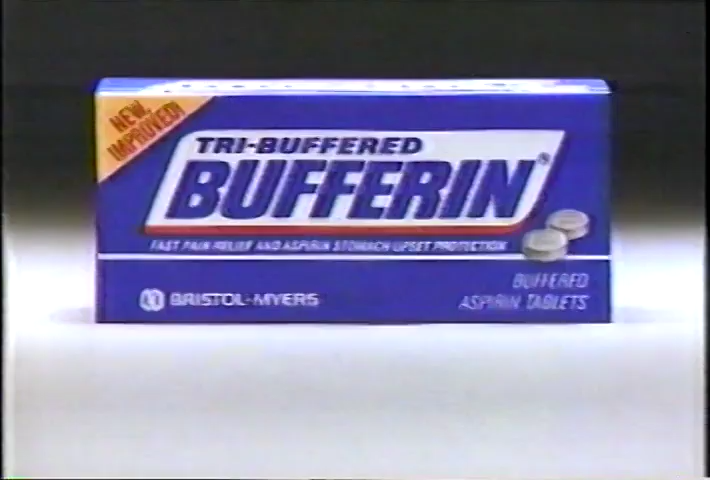 NEW,
IMPROVED!
TRI-BUFFERED
BUFFERIN®
FAST PAIN RELIEF AND ASPIRIN STOMACH UPSET PROTECTION
BRISTOL-MYERS
BUFFERED
ASPIRIN TABLETS